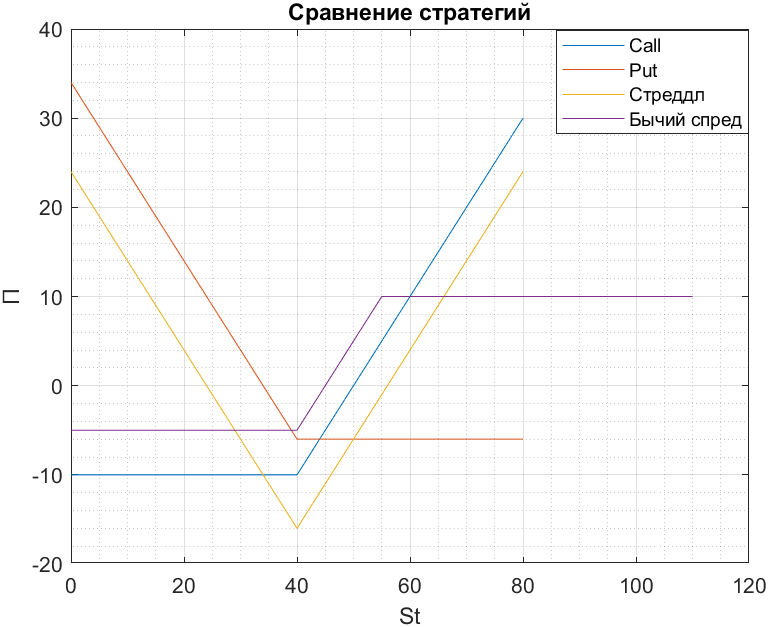 Сравнение стратегий
Call
Put
Стреддл
Бычий спред
40
30
20
10
0
-10
-20
П
0
20
40
60
80
100
120
St